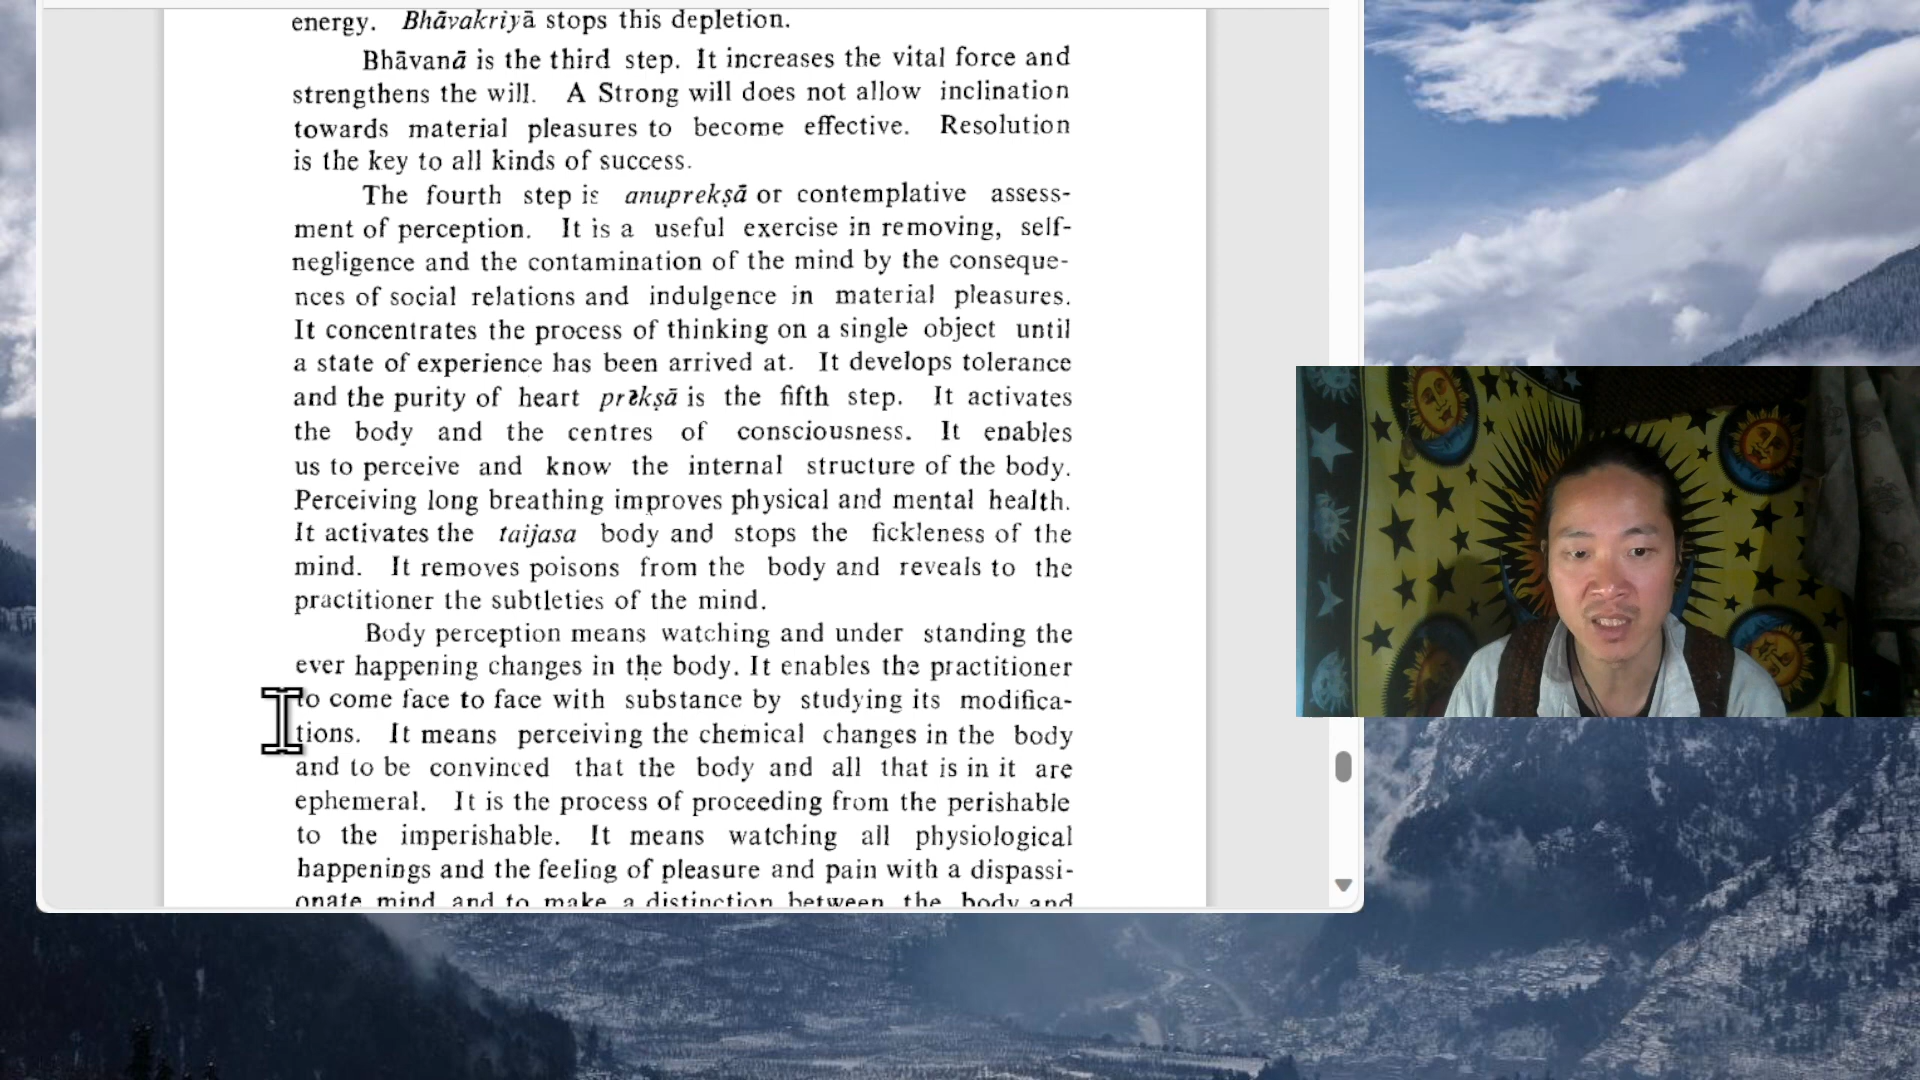 energy. Bhāvakriyā stops this depletion.
Bhāvanā is the third step. It increases the vital force and
strengthens the will. A Strong will does not allow inclination
towards material pleasures to become effective. Resolution
is the key to all kinds of success.
The fourth step is anuprekṣā or contemplative assess-
ment of perception. It is a useful exercise in removing, self-
negligence and the contamination of the mind by the conseque-
nces of social relations and indulgence in material pleasures.
It concentrates the process of thinking on a single object until
a state of experience has been arrived at. It develops tolerance
and the purity of heart prekṣā is the fifth step. It activates
the body and the centres of consciousness. It enables
us to perceive and know the internal structure of the body.
Perceiving long breathing improves physical and mental health.
It activates the taijasa body and stops the fickleness of the
mind. It removes poisons from the body and reveals to the
practitioner the subtleties of the mind.
Body perception means watching and under standing the
ever happening changes in the body. It enables the practitioner
to come face to face with substance by studying its modifica-
tions. It means perceiving the chemical changes in the body
and to be convinced that the body and all that is in it are
ephemeral. It is the process of proceeding from the perishable
to the imperishable. It means watching all physiological
happenings and the feeling of pleasure and pain with a dispassi-
onate mind and to make a distinction between the body and